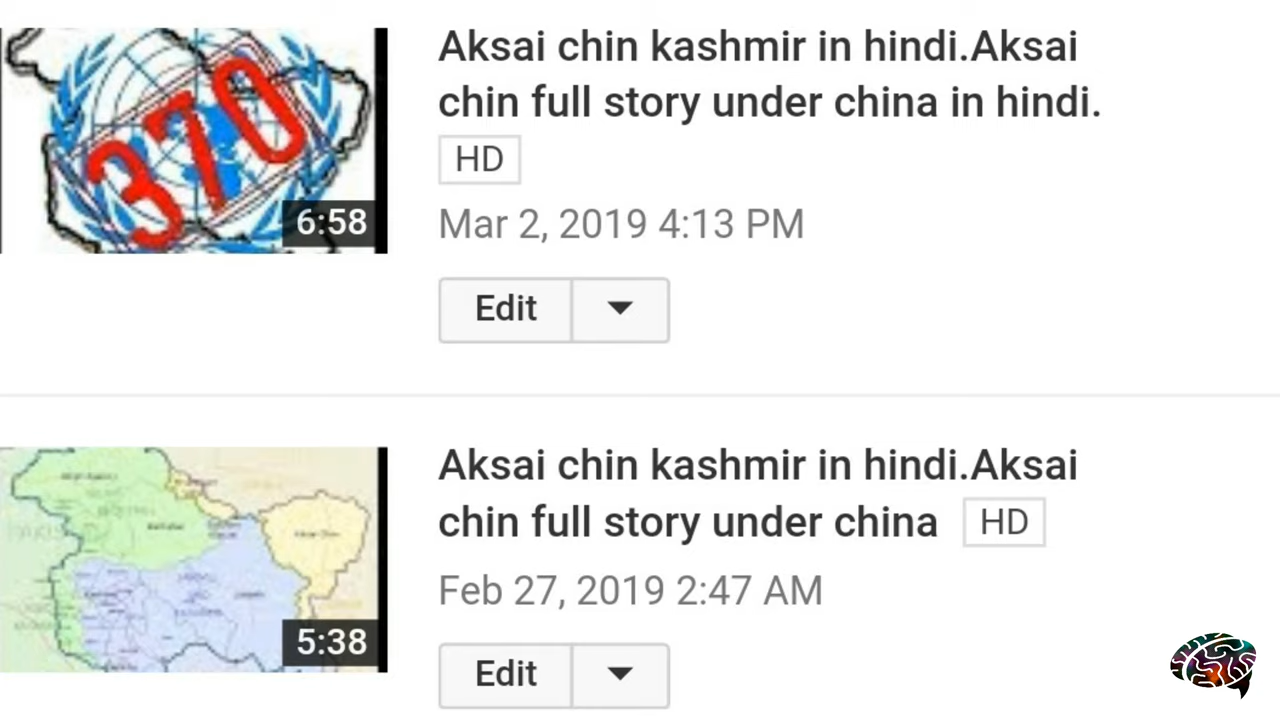 370
6:58
Aksai chin kashmir in hindi.Aksai
chin full story under china in hindi.
HD
Mar 2, 2019 4:13 PM
Edit
5:38
Aksai chin kashmir in hindi.Aksai
chin full story under china HD
Feb 27, 2019 2:47 AM
Edit